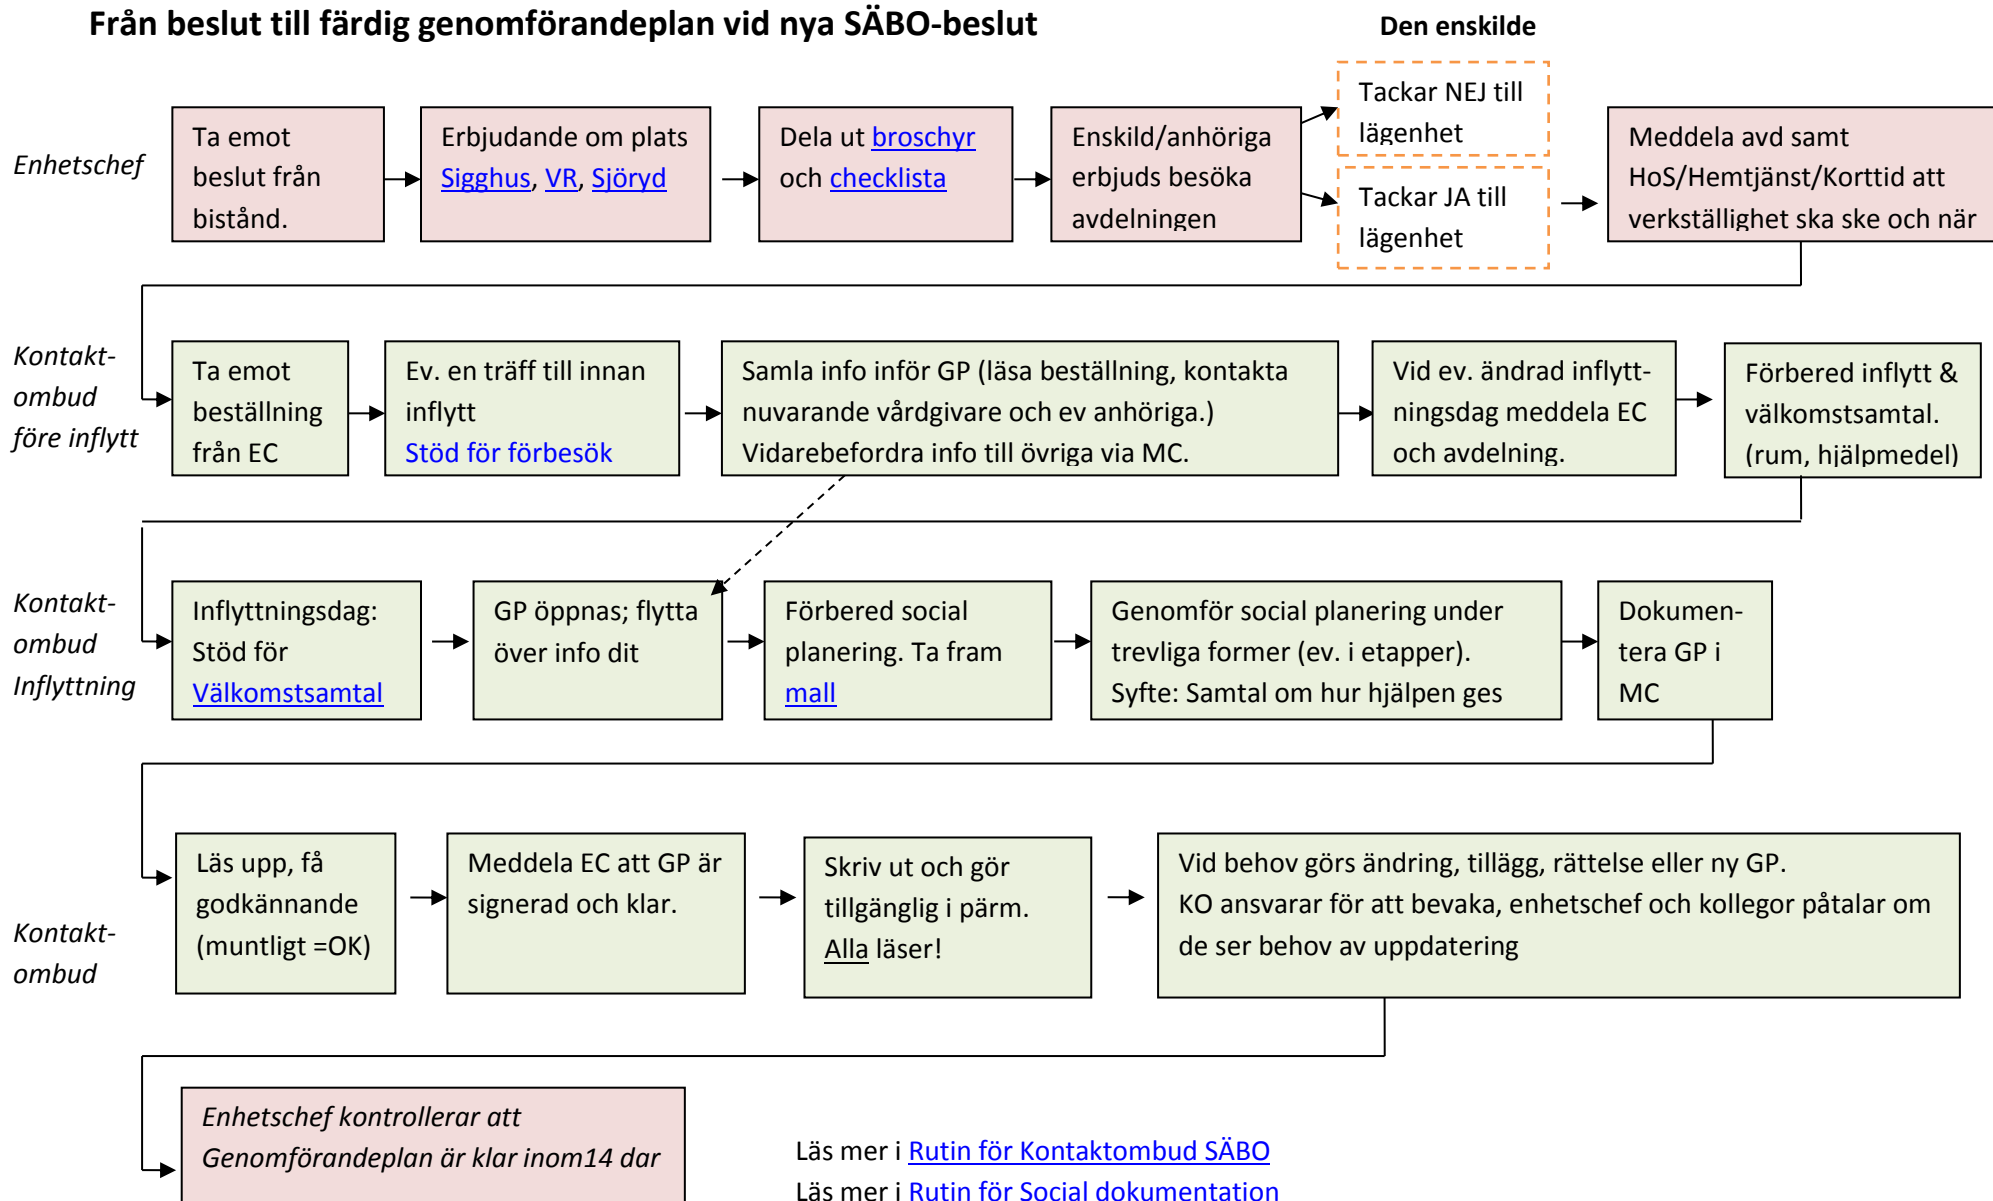 Från beslut till färdig genomförandeplan vid nya SÄBO-beslut
Den enskilde
Enhetschef
Ta emot
beslut från
bistånd.
Erbjudande om plats
Sigghus, VR, Sjöryd
Dela ut broschyr
och checklista
Enskild/anhöriga
erbjuds besöka
avdelningen
Tackar NEJ till
lägenhet
Tackar JA till
lägenhet
Meddela avd samt
HoS/Hemtjänst/Korttid att
verkställighet ska ske och när
Kontakt-
ombud
före inflytt
Ta emot
beställning
från EC
Ev. en träff till innan
inflytt
Stöd för förbesök
Samla info inför GP (läsa beställning, kontakta
nuvarande vårdgivare och ev anhöriga.)
Vidarebefordra info till övriga via MC.
Vid ev. ändrad inflytt-
ningsdag meddela EC
och avdelning.
Förbered inflytt &
välkomstsamtal.
(rum, hjälpmedel)
Kontakt-
ombud
Inflyttning
Inflyttningsdag:
Stöd för
Välkomstsamtal
GP öppnas; flytta
över info dit
Förbered social
planering. Ta fram
mall
Genomför social planering under
trevliga former (ev. i etapper).
Syfte: Samtal om hur hjälpen ges
Dokumen-
tera GP i
MC
Kontakt-
ombud
Läs upp, få
godkännande
(muntligt =OK)
Meddela EC att GP är
signerad och klar.
Skriv ut och gör
tillgänglig i pärm.
Alla läser!
Vid behov görs ändring, tillägg, rättelse eller ny GP.
KO ansvarar för att bevaka, enhetschef och kollegor påtalar om
de ser behov av uppdatering
Enhetschef kontrollerar att
Genomförandeplan är klar inom14 dar
Läs mer i Rutin för Kontaktombud SÄBO
Läs mer i Rutin för Social dokumentation